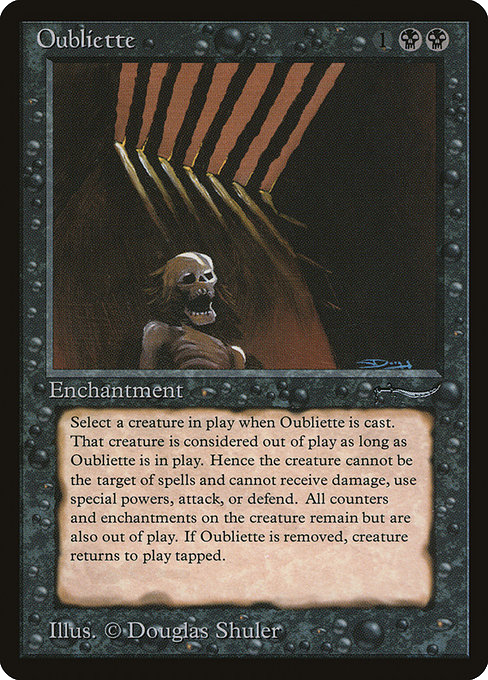 Oubliette 1
Enchantment
Select a creature in play when Oubliette is cast.
That creature is considered out of play as long as
Oubliette is in play. Hence the creature cannot be
the target of spells and cannot receive damage, use
special powers, attack, or defend. All counters
and enchantments on the creature remain but are
also out of play. If Oubliette is removed, creature
returns to play tapped.
Illus. © Douglas Shuler